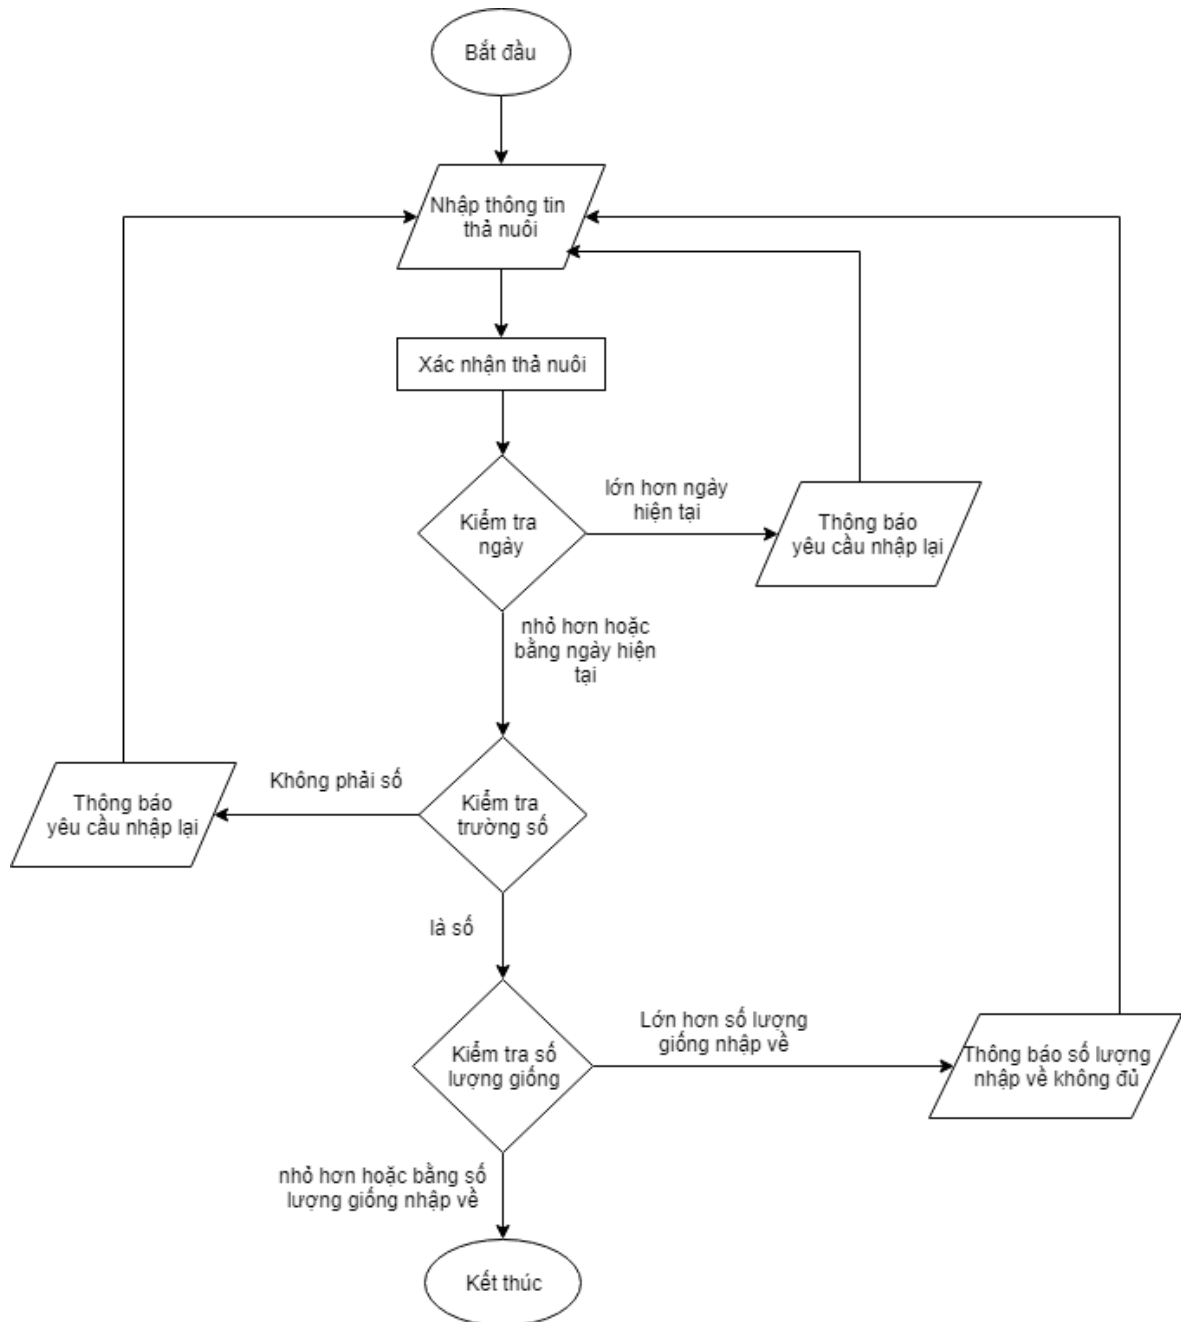 Bắt đầu
Nhập thông tin
thả nuôi
Xác nhận thả nuôi
Kiểm tra
ngày
lớn hơn ngày
hiện tại
Thông báo
yêu cầu nhập lại
nhỏ hơn hoặc
bằng ngày hiện
tại
Kiểm tra
trường số
Không phải số
Thông báo
yêu cầu nhập lại
là số
Kiểm tra số
lượng giống
Lớn hơn số lượng
giống nhập về
Thông báo số lượng
nhập về không đủ
nhỏ hơn hoặc bằng số
lượng giống nhập về
Kết thúc